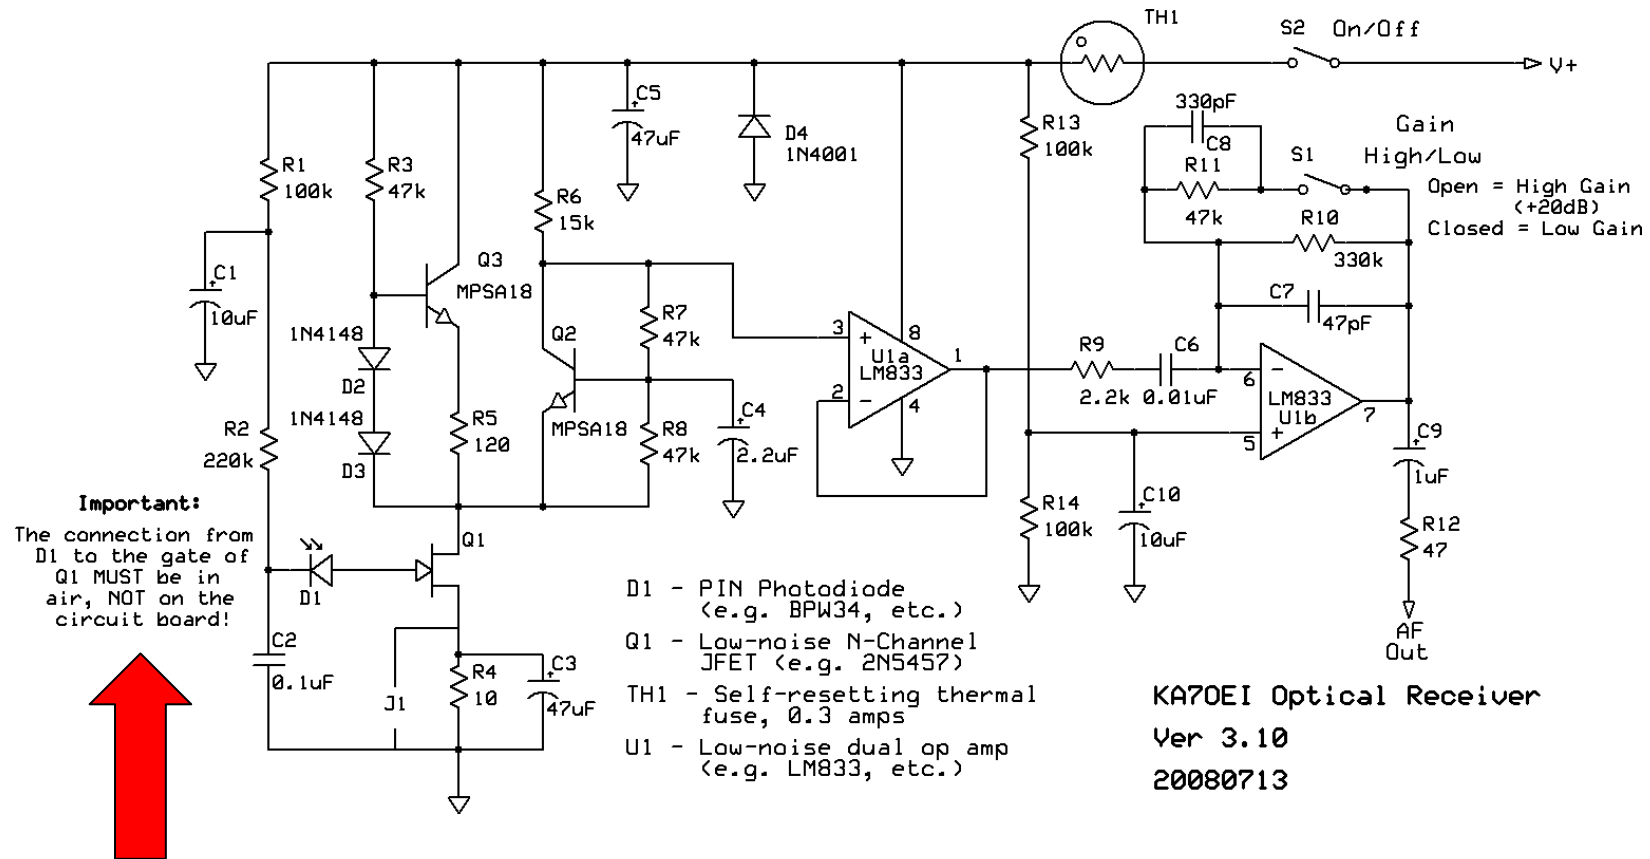 TH1
S2 On/Off
V+
C5
47uF
D4
1N4001
R13
100k
330pF
C8
R11
47k
S1
Gain
High/Low
Open = High Gain
(+20dB)
Closed = Low Gain
R10
330k
R1
100k
R3
47k
R6
15k
C1
10uF
Q3
MPSA18
R7
47k
C7
47pF
1N4148
D2
Q2
MPSA18
3
+
8
U1a
LM833
1
2
-
4
R9
2.2k
C6
0.01uF
6
-
LM833
U1b
7
5
+
1N4148
D3
R5
120
R8
47k
C4
2.2uF
R2
220k
C9
1uF
R14
100k
C10
10uF
R12
47
AF
Out
Important:
The connection from
D1 to the gate of
Q1 MUST be in
air, NOT on the
circuit board!
D1
Q1
C2
0.1uF
J1
R4
10
C3
47uF
D1 - PIN Photodiode
(e.g. BPW34, etc.)
Q1 - Low-noise N-Channel
JFET (e.g. 2N5457)
TH1 - Self-resetting thermal
fuse, 0.3 amps
U1 - Low-noise dual op amp
(e.g. LM833, etc.)
KA7OEI Optical Receiver
Ver 3.10
20080713